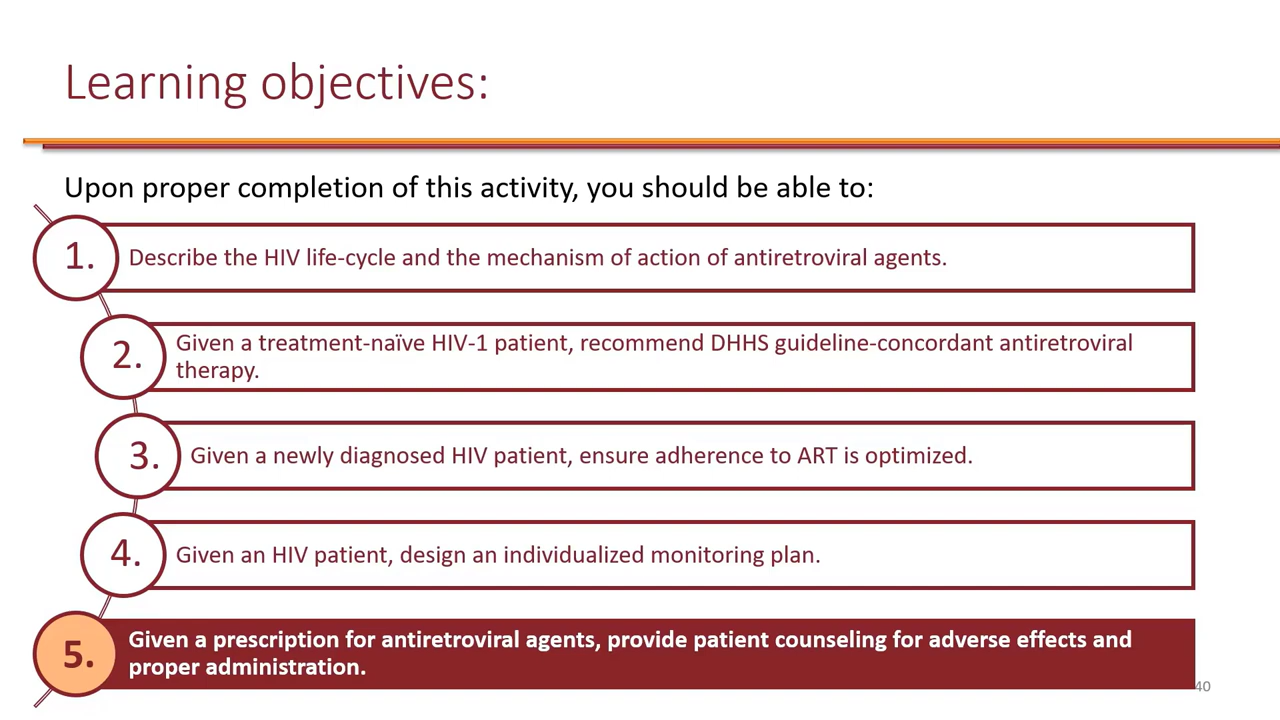 Learning objectives:
Upon proper completion of this activity, you should be able to:
1.
Describe the HIV life-cycle and the mechanism of action of antiretroviral agents.
2.
Given a treatment-naïve HIV-1 patient, recommend DHHS guideline-concordant antiretroviral
therapy.
3.
Given a newly diagnosed HIV patient, ensure adherence to ART is optimized.
4.
Given an HIV patient, design an individualized monitoring plan.
5.
Given a prescription for antiretroviral agents, provide patient counseling for adverse effects and
proper administration.
40